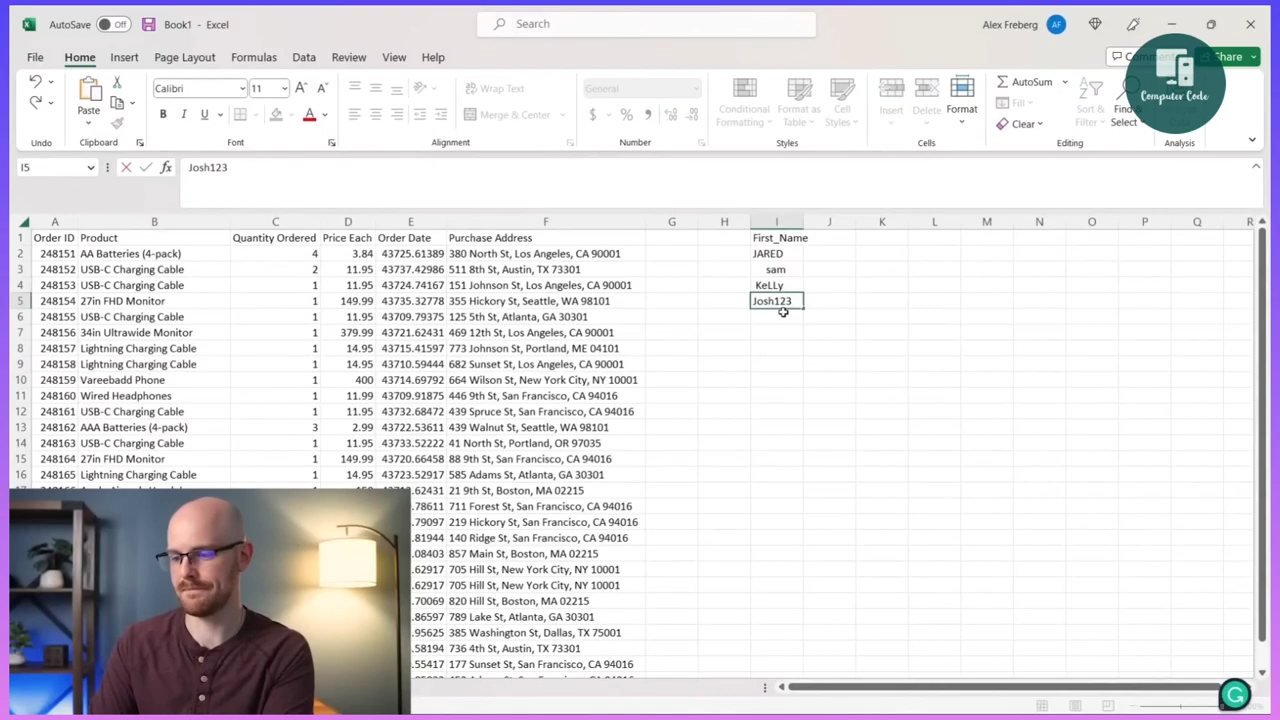 AutoSave Off Book1 - Excel Search Alex Freberg AF
File Home Insert Page Layout Formulas Data Review View Help Share
Computer Code
Paste Calibri 11 Wrap Text Merge & Center General Conditional Formatting Format as Table Cell Styles Insert Delete Format AutoSum Fill Clear Find & Select
Undo Clipboard Font Alignment Number Styles Cells Editing Analysis
I5 fx Josh123
A B C D E F G H I J K L M N O P Q R
1 Order ID Product Quantity Ordered Price Each Order Date Purchase Address First_Name
2 248151 AA Batteries (4-pack) 4 3.84 43725.61389 380 North St, Los Angeles, CA 90001 JARED
3 248152 USB-C Charging Cable 2 11.95 43737.42986 511 8th St, Austin, TX 73301 sam
4 248153 USB-C Charging Cable 1 11.95 43724.74167 151 Johnson St, Los Angeles, CA 90001 KeLLy
5 248154 27in FHD Monitor 1 149.99 43735.32778 355 Hickory St, Seattle, WA 98101 Josh123
6 248155 USB-C Charging Cable 1 11.95 43709.79375 125 5th St, Atlanta, GA 30301
7 248156 34in Ultrawide Monitor 1 379.99 43721.62431 469 12th St, Los Angeles, CA 90001
8 248157 Lightning Charging Cable 1 14.95 43715.41597 773 Johnson St, Portland, ME 04101
9 248158 Lightning Charging Cable 1 14.95 43710.59444 682 Sunset St, Los Angeles, CA 90001
10 248159 Vareebadd Phone 1 400 43714.69792 664 Wilson St, New York City, NY 10001
11 248160 Wired Headphones 1 11.99 43709.91875 446 9th St, San Francisco, CA 94016
12 248161 USB-C Charging Cable 1 11.95 43732.68472 439 Spruce St, San Francisco, CA 94016
13 248162 AAA Batteries (4-pack) 3 2.99 43722.53611 439 Walnut St, Seattle, WA 98101
14 248163 USB-C Charging Cable 1 11.95 43733.52222 41 North St, Portland, OR 97035
15 248164 27in FHD Monitor 1 149.99 43720.66458 88 9th St, San Francisco, CA 94016
16 248165 Lightning Charging Cable 1 14.95 43723.52917 585 Adams St, Atlanta, GA 30301
.62431 21 9th St, Boston, MA 02215
.78611 711 Forest St, San Francisco, CA 94016
.79097 219 Hickory St, San Francisco, CA 94016
.81944 140 Ridge St, San Francisco, CA 94016
.08403 857 Main St, Boston, MA 02215
.62917 705 Hill St, New York City, NY 10001
.62917 705 Hill St, New York City, NY 10001
.70069 820 Hill St, Boston, MA 02215
.86597 789 Lake St, Atlanta, GA 30301
.95625 385 Washington St, Dallas, TX 75001
.58194 736 4th St, Austin, TX 73301
.55417 177 Sunset St, San Francisco, CA 94016